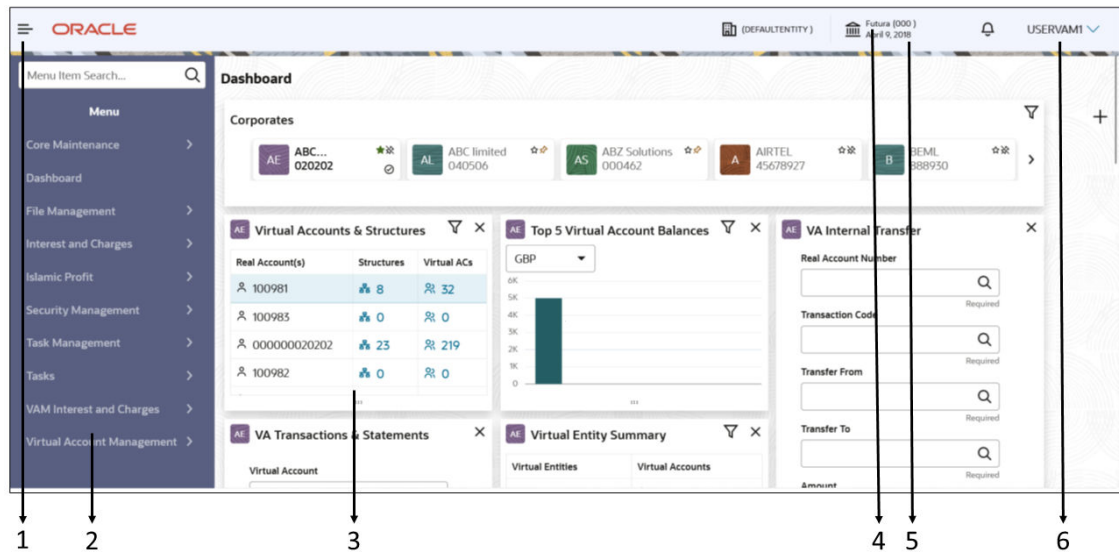 ORACLE
(DEFAULTENTITY)
Futura (000 )
April 9, 2018
USERVAM1
Menu Item Search...
Menu
Core Maintenance
Dashboard
File Management
Interest and Charges
Islamic Profit
Security Management
Task Management
Tasks
VAM Interest and Charges
Virtual Account Management
Dashboard
Corporates
AE ABC...
020202
AL ABC limited
040506
AS ABZ Solutions
000462
A AIRTEL
45678927
B BEML
888930
AE Virtual Accounts & Structures
Real Account(s) Structures Virtual ACs
100981 8 32
100983 0 0
000000020202 23 219
100982 0 0
AE Top 5 Virtual Account Balances
GBP
6K
5K
4K
3K
2K
1K
0
AE VA Internal Transfer
Real Account Number
Required
Transaction Code
Required
Transfer From
Required
Transfer To
Required
Amount
AE VA Transactions & Statements
Virtual Account
AE Virtual Entity Summary
Virtual Entities Virtual Accounts
1 2 3 4 5 6